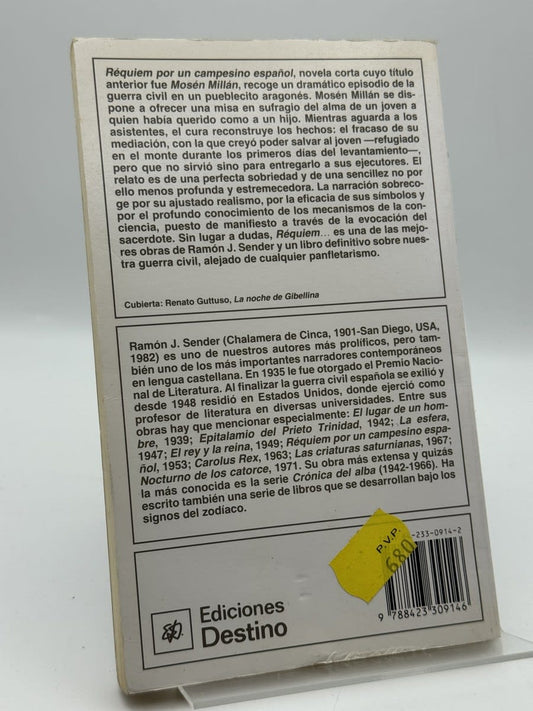 Réquiem por un campesino español, novela corta cuyo título
anterior fue Mosén Millán, recoge un dramático episodio de la
guerra civil en un pueblecito aragonés. Mosén Millán se dis-
pone a ofrecer una misa en sufragio del alma de un joven a
quien había querido como a un hijo. Mientras aguarda a los
asistentes, el cura reconstruye los hechos: el fracaso de su
mediación, con la que creyó poder salvar al joven —refugiado
en el monte durante los primeros días del levantamiento—,
pero que no sirvió sino para entregarlo a sus ejecutores. El
relato es de una perfecta sobriedad y de una sencillez no por
ello menos profunda y estremecedora. La narración sobreco-
ge por su ajustado realismo, por la eficacia de sus símbolos y
por el profundo conocimiento de los mecanismos de la con-
ciencia, puesto de manifiesto a través de la evocación del
sacerdote. Sin lugar a dudas, Réquiem... es una de las mejo-
res obras de Ramón J. Sender y un libro definitivo sobre nues-
tra guerra civil, alejado de cualquier panfletarismo.
Cubierta: Renato Guttuso, La noche de Gibellina
Ramón J. Sender (Chalamera de Cinca, 1901-San Diego, USA,
1982) es uno de nuestros autores más prolíficos, pero tam-
bién uno de los más importantes narradores contemporáneos
en lengua castellana. En 1935 le fue otorgado el Premio Nacio-
nal de Literatura. Al finalizar la guerra civil española se exilió y
desde 1948 residió en Estados Unidos, donde ejerció como
profesor de literatura en diversas universidades. Entre sus
obras hay que mencionar especialmente: El lugar de un hom-
bre, 1939; Epitalamio del Prieto Trinidad, 1942; La esfera,
1947; El rey y la reina, 1949; Réquiem por un campesino espa-
ñol, 1953; Carolus Rex, 1963; Las criaturas saturnianas, 1967;
Nocturno de los catorce, 1971. Su obra más extensa y quizás
la más conocida es la serie Crónica del alba (1942-1966). Ha
escrito también una serie de libros que se desarrollan bajo los
signos del zodíaco.
P.V.P.
680
-233-0914-2
9 788423 309146
Ediciones
Destino